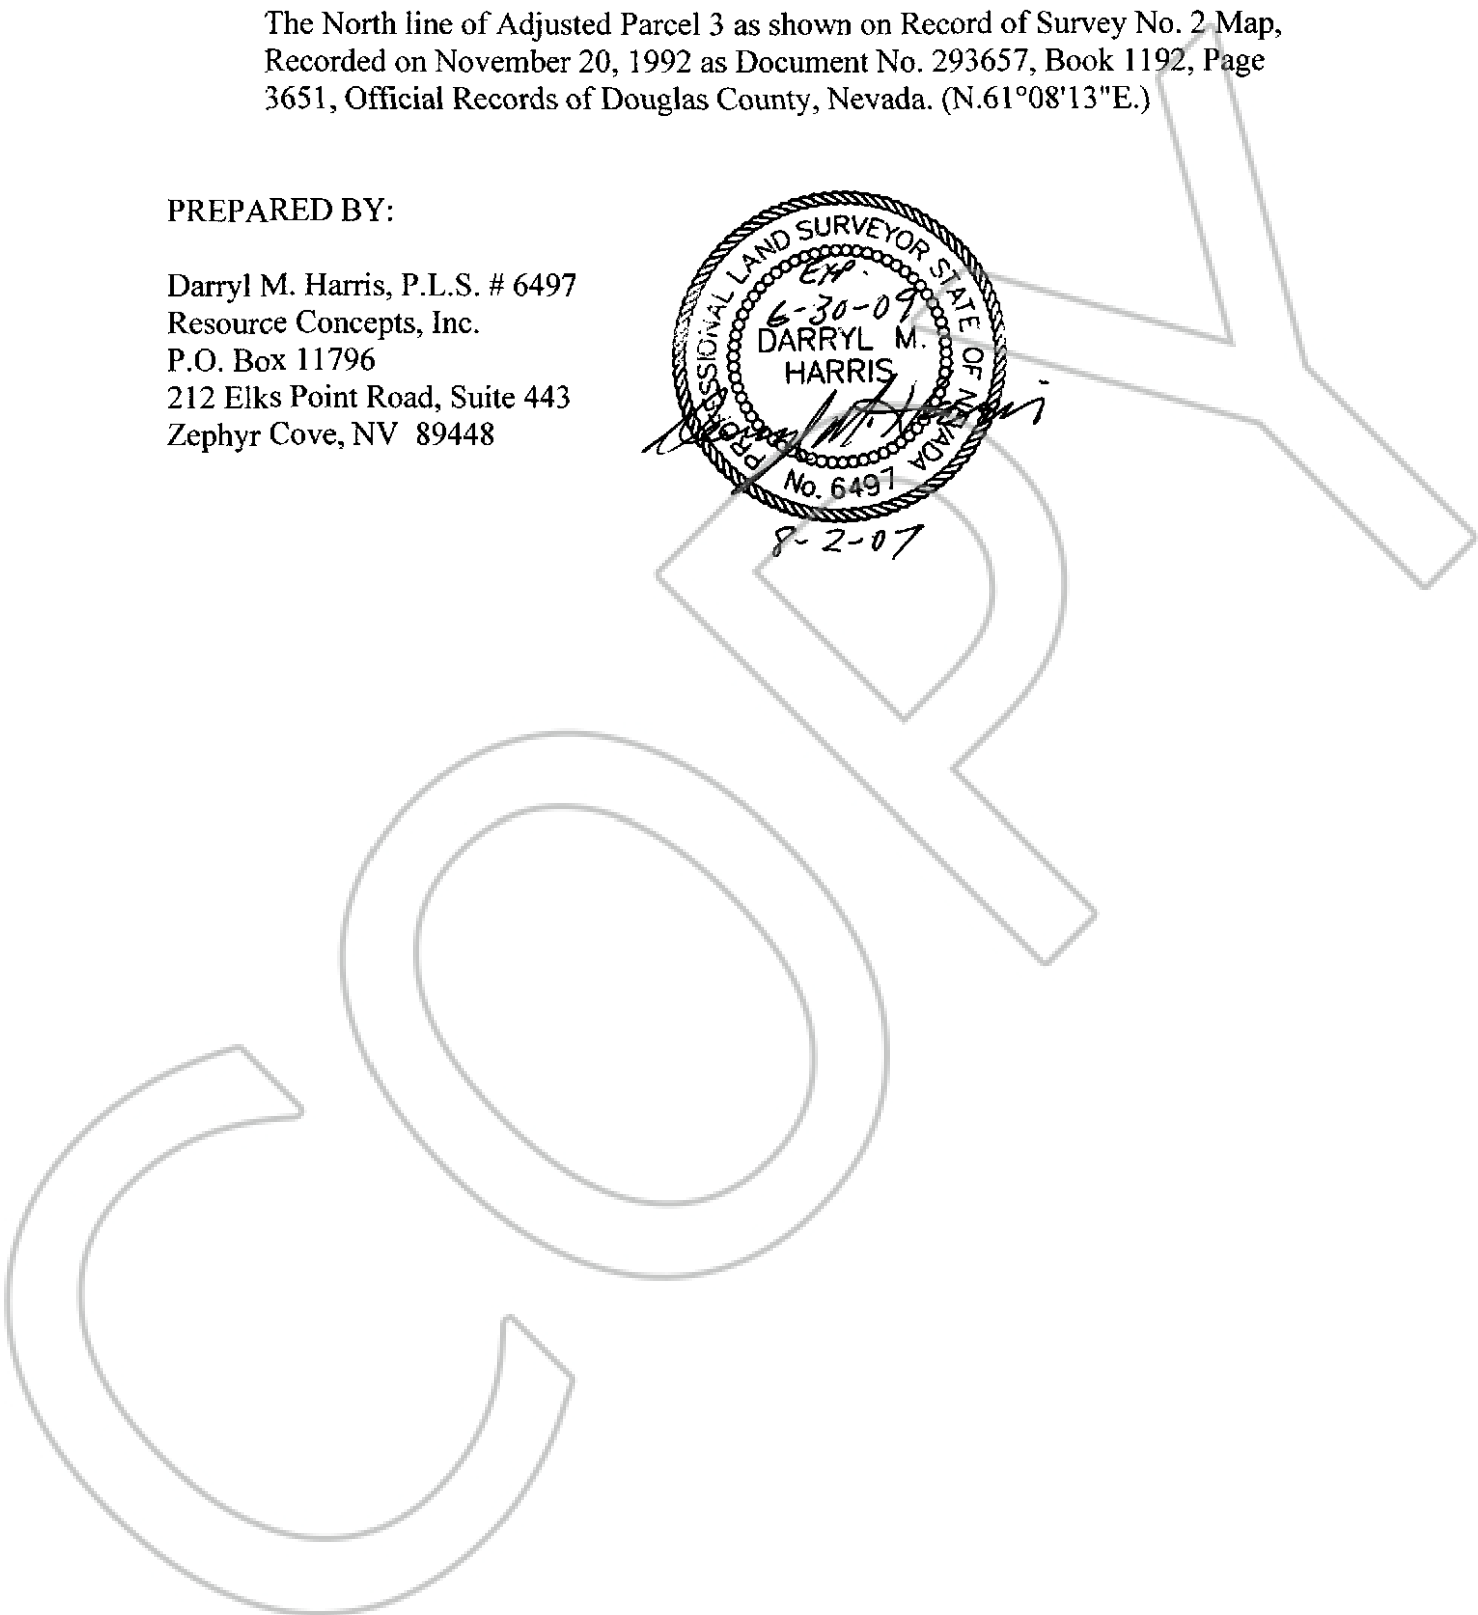 The North line of Adjusted Parcel 3 as shown on Record of Survey No. 2 Map,
Recorded on November 20, 1992 as Document No. 293657, Book 1192, Page
3651, Official Records of Douglas County, Nevada. (N.61°08'13"E.)
PREPARED BY:
Darryl M. Harris, P.L.S. # 6497
Resource Concepts, Inc.
P.O. Box 11796
212 Elks Point Road, Suite 443
Zephyr Cove, NV 89448
PROFESSIONAL LAND SURVEYOR STATE OF NEVADA
Exp.
6-30-09
DARRYL M.
HARRIS
No. 6497
8-2-07
COPY